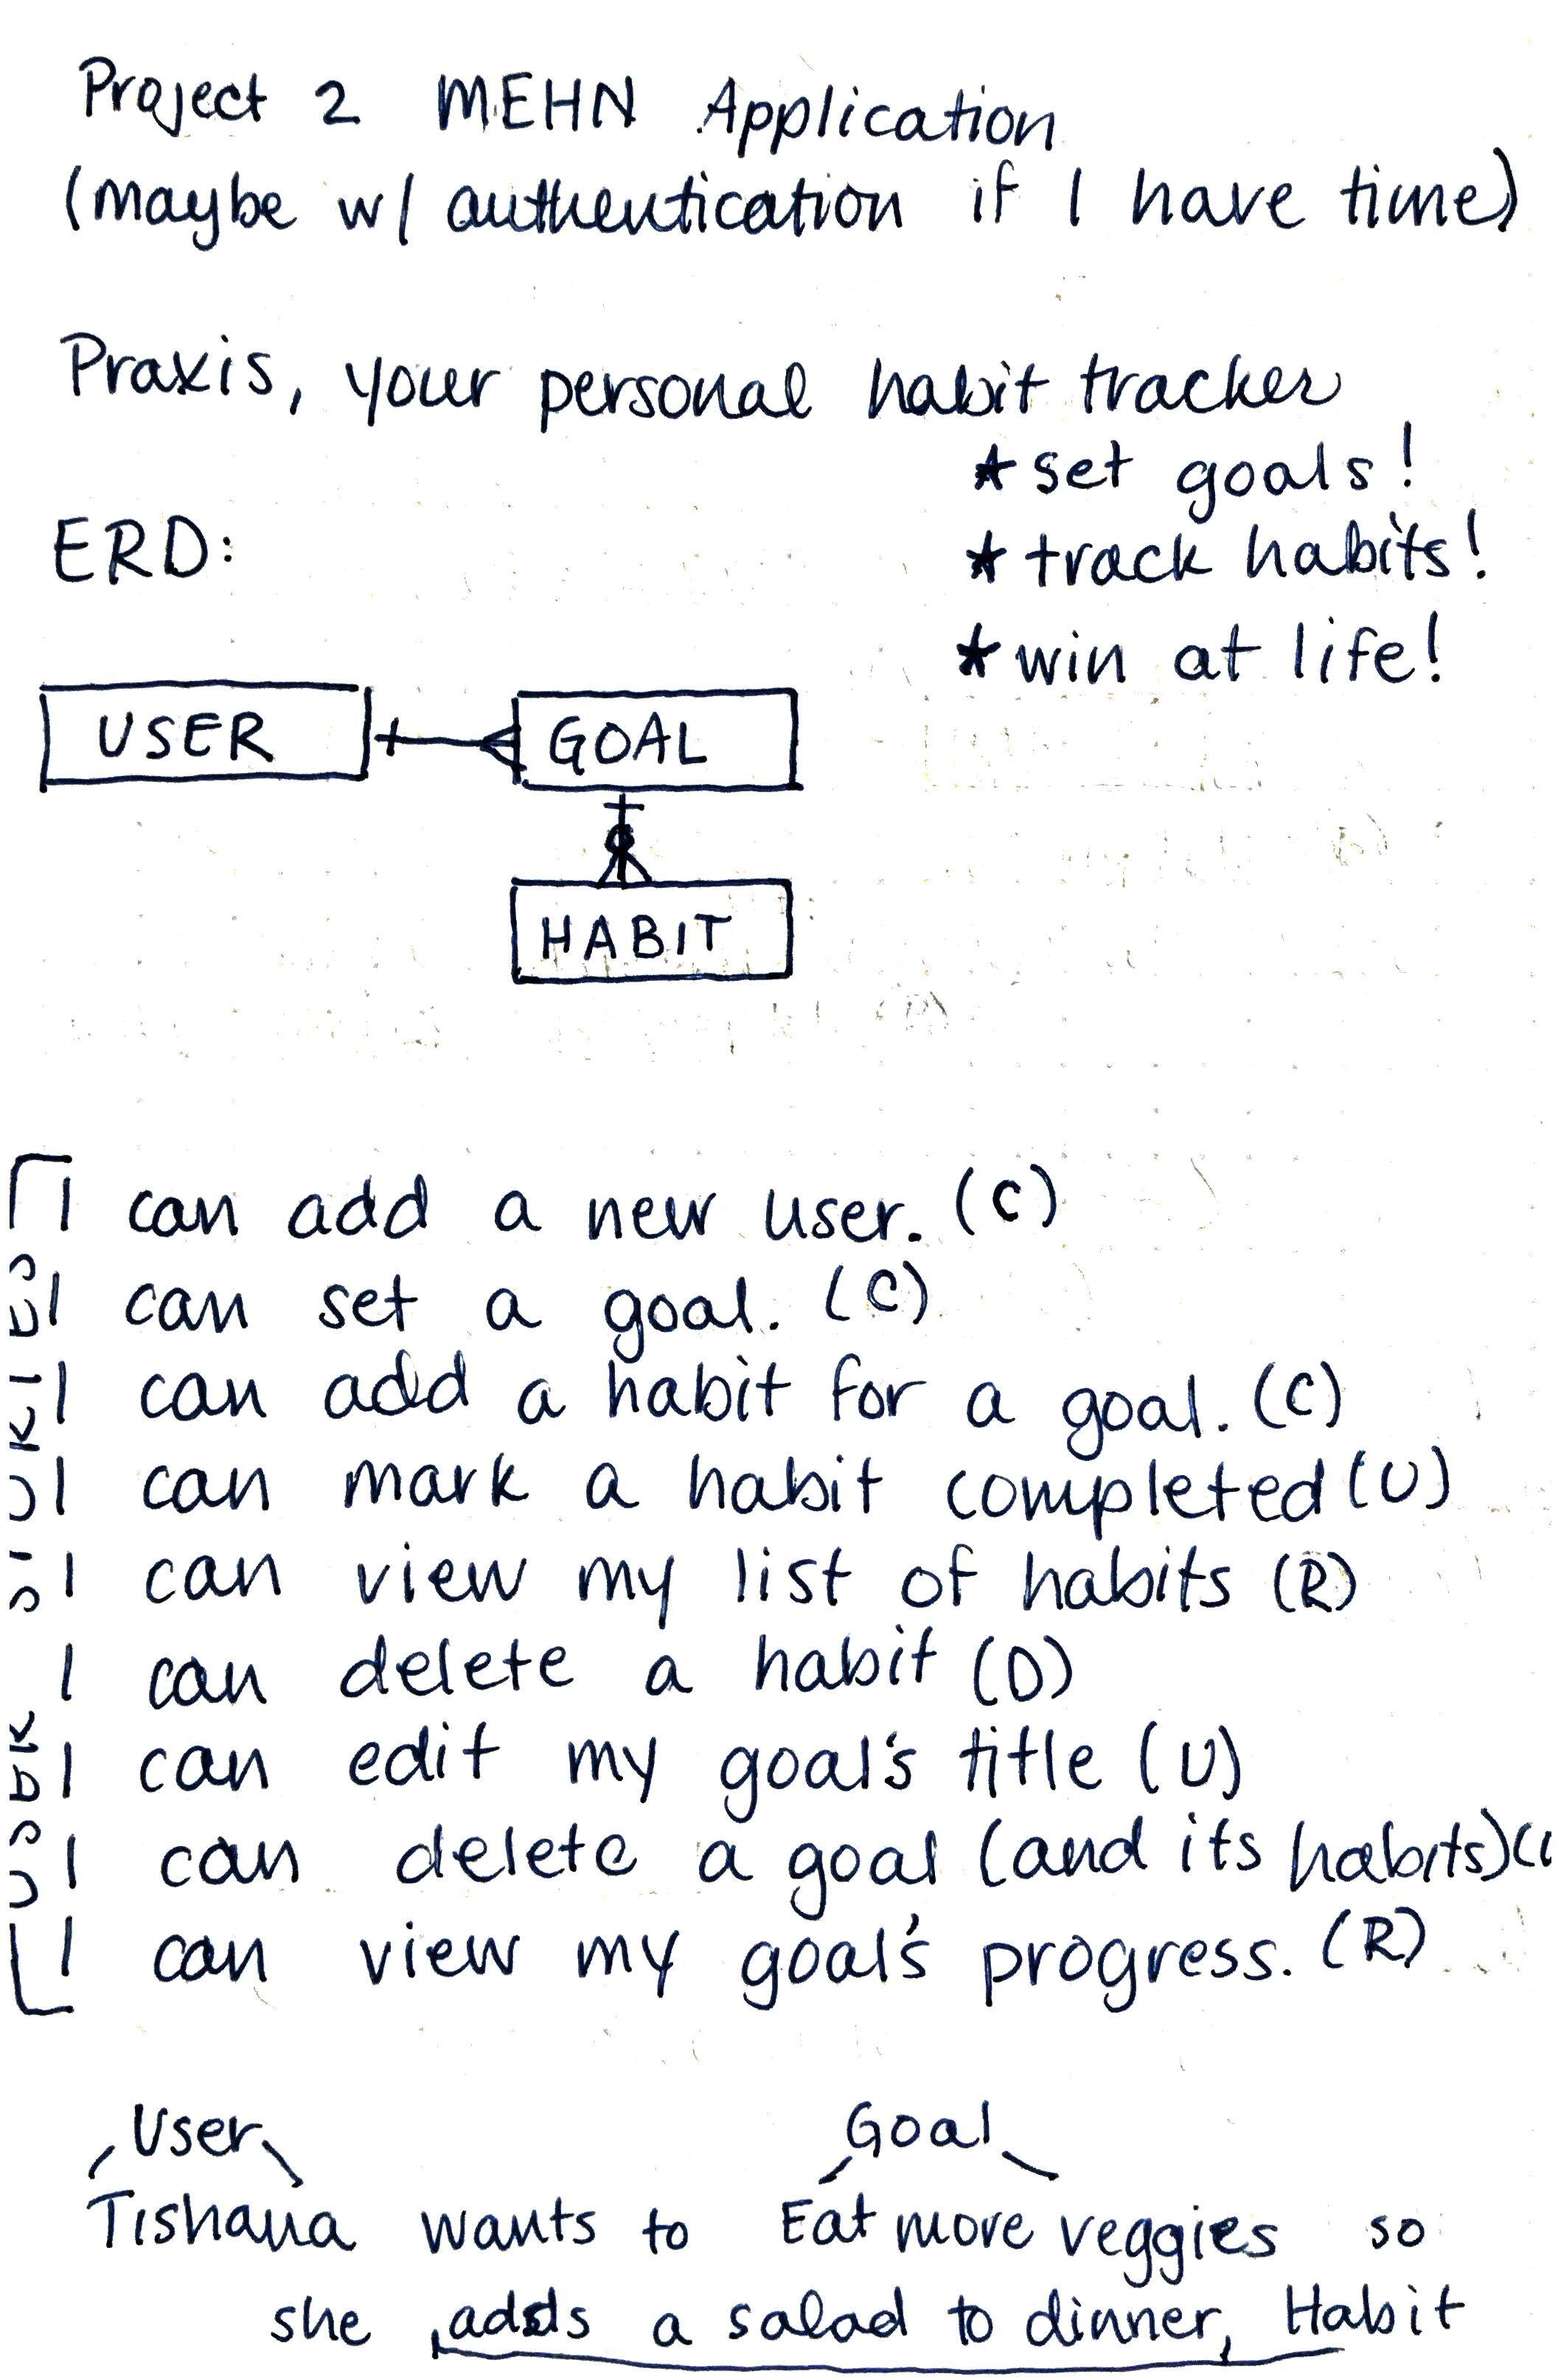 Project 2 MEHN Application
(maybe w/ authentication if I have time)
Praxis, your personal habit tracker
* set goals!
ERD:
* track habits!
* win at life!
USER
GOAL
HABIT
USER STORIES
I can add a new user. (C)
I can set a goal. (C)
I can add a habit for a goal. (C)
I can mark a habit completed (U)
I can view my list of habits (R)
I can delete a habit (D)
I can edit my goal's title (U)
I can delete a goal (and its habits) (
I can view my goal's progress. (R)
User
Goal
Tishana wants to Eat more veggies so
she adds a salad to dinner, Habit